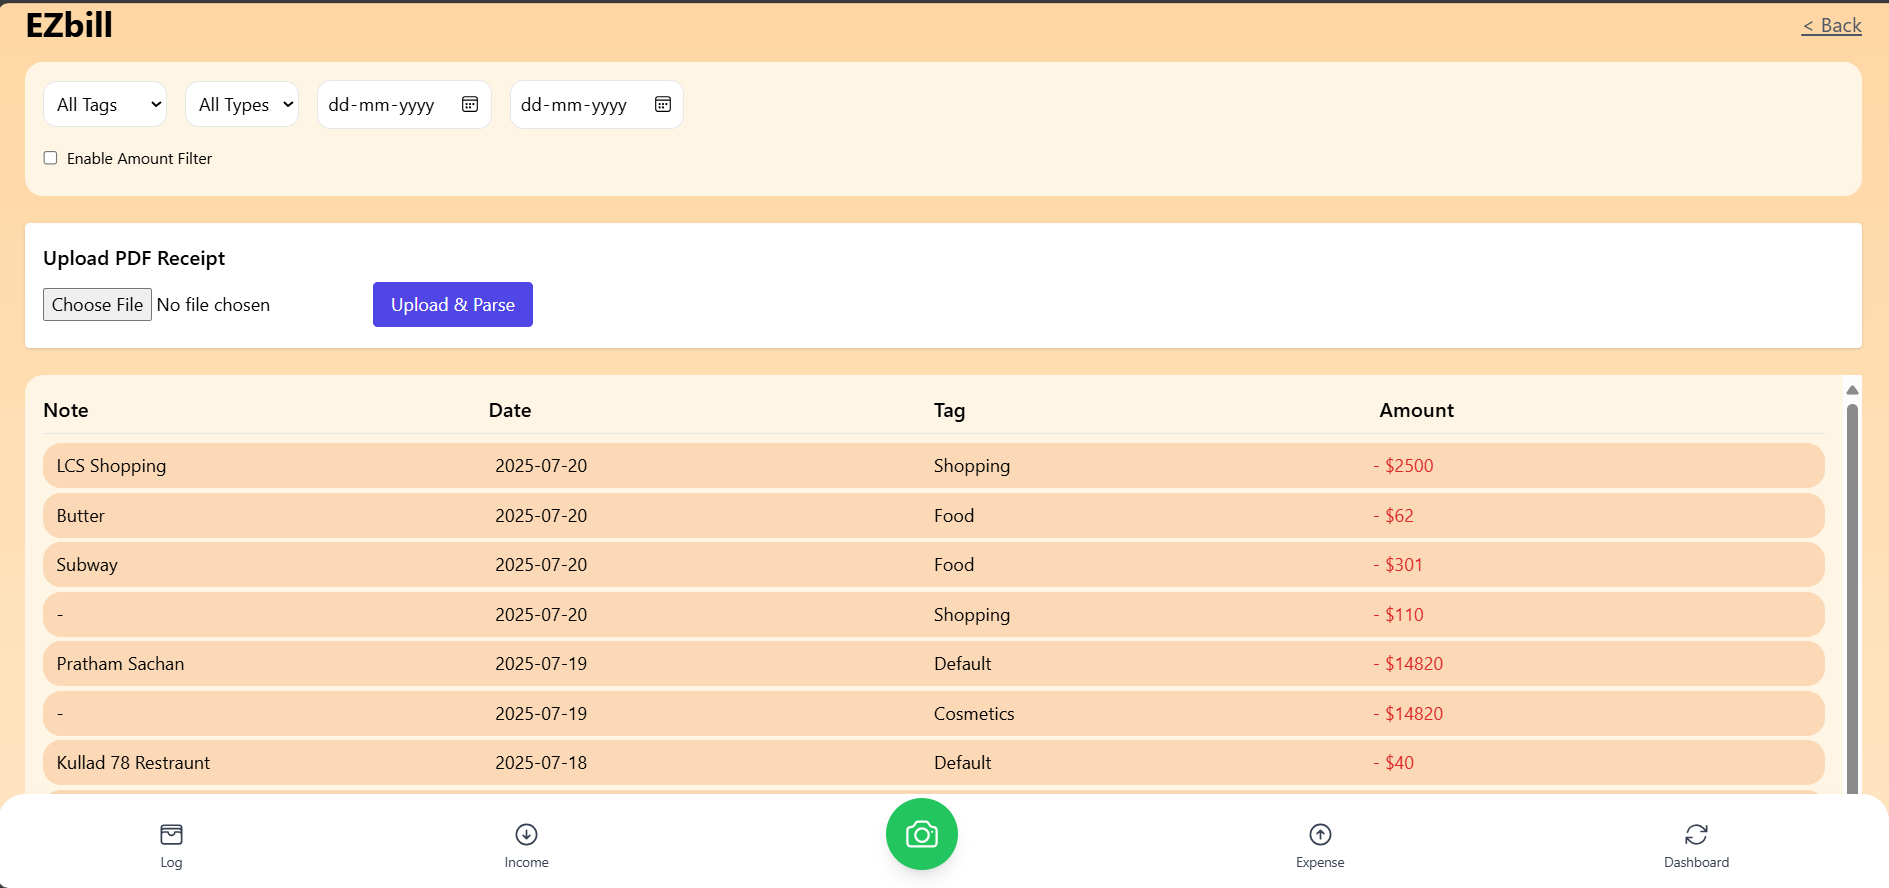 EZbill
< Back
All Tags All Types dd-mm-yyyy dd-mm-yyyy
Enable Amount Filter
Upload PDF Receipt
Choose File No file chosen Upload & Parse
Note Date Tag Amount
LCS Shopping 2025-07-20 Shopping - $2500
Butter 2025-07-20 Food - $62
Subway 2025-07-20 Food - $301
- 2025-07-20 Shopping - $110
Pratham Sachan 2025-07-19 Default - $14820
- 2025-07-19 Cosmetics - $14820
Kullad 78 Restraunt 2025-07-18 Default - $40
Log Income Expense Dashboard